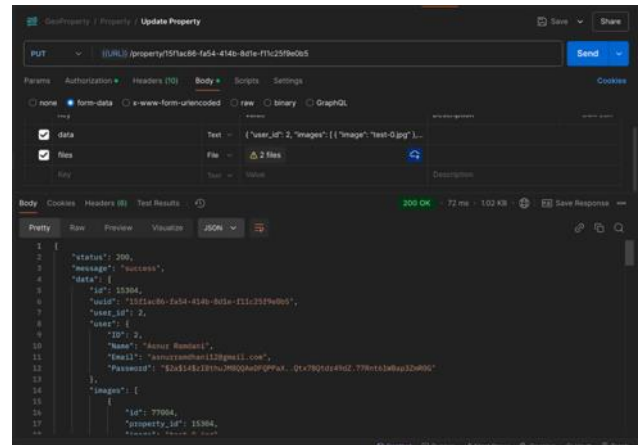 GeoProperty / Property / Update Property
Save
Share
PUT
{{URL}}/property/15f1ac86-fa54-414b-8d1e-f11c25f9e0b5
Send
Params
Authorization
Headers (10)
Body
Scripts
Settings
Cookies
none
form-data
x-www-form-urlencoded
raw
binary
GraphQL
data
Text
{ "user_id": 2, "images": [ { "image": "test-0.jpg" },...
files
File
2 files
Key
Text
Value
Description
Body
Cookies
Headers (8)
Test Results
200 OK
72 ms
1.02 KB
Save Response
Pretty
Raw
Preview
Visualize
JSON
1 {
2 "status": 200,
3 "message": "success",
4 "data": {
5 "id": 15304,
6 "uuid": "15f1ac86-fa54-414b-8d1e-f11c25f9e0b5",
7 "user_id": 2,
8 "user": {
9 "ID": 2,
10 "Name": "Asnur Ramdani",
11 "Email": "asnurramdhani12@gmail.com",
12 "Password":
13 },
14 "images": [
15 {
16 "id": 77004,
17 "property_id": 15304,